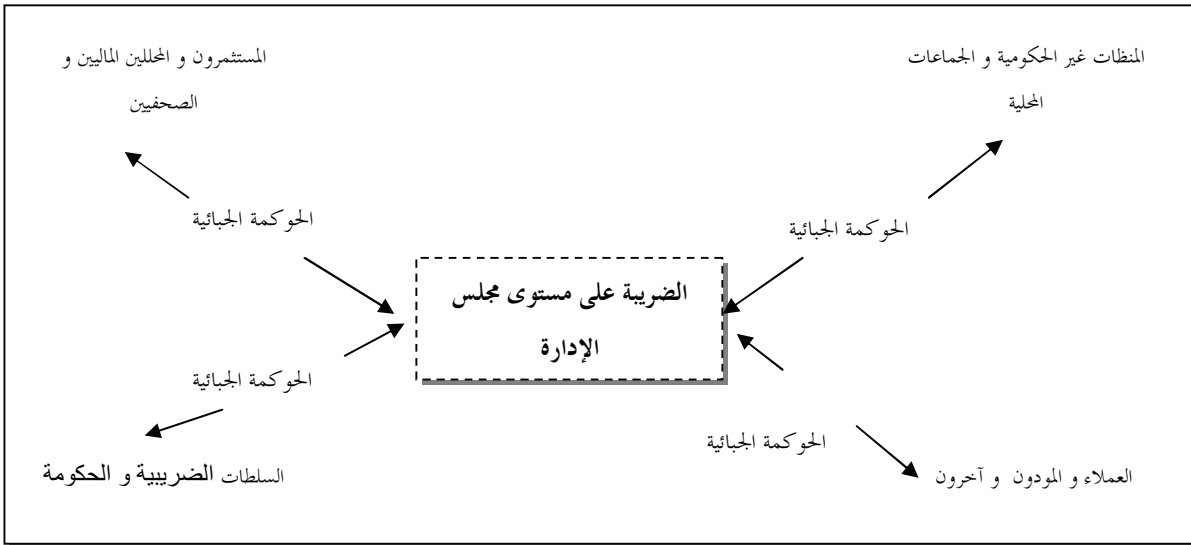 المنظات غير الحكومية و الجماعات
المحلية
المستثمرون و المحللين الماليين و
الصحفيين
الحوكمة الجبائية
الحوكمة الجبائية
الضريبة على مستوى مجلس
الإدارة
الحوكمة الجبائية
الحوكمة الجبائية
العملاء و المودون و آخرون
السلطات الضريبية و الحكومة